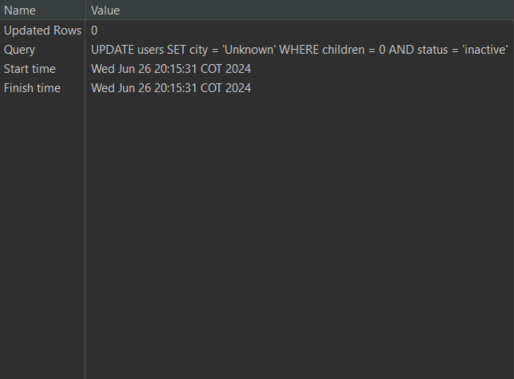 Name Value
Updated Rows 0
Query UPDATE users SET city = 'Unknown' WHERE children = 0 AND status = 'inactive'
Start time Wed Jun 26 20:15:31 COT 2024
Finish time Wed Jun 26 20:15:31 COT 2024